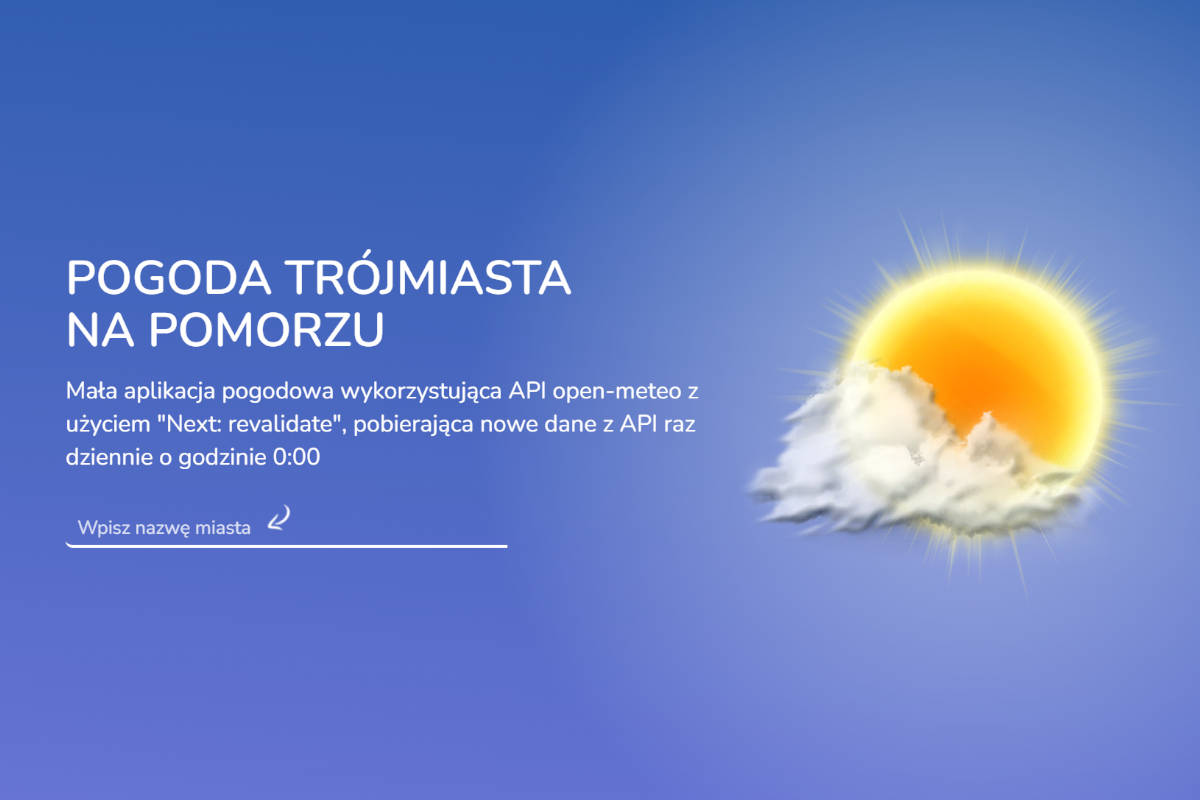 POGODA TRÓJMIASTA
NA POMORZU
Mała aplikacja pogodowa wykorzystująca API open-meteo z
użyciem "Next: revalidate", pobierająca nowe dane z API raz
dziennie o godzinie 0:00
Wpisz nazwę miasta